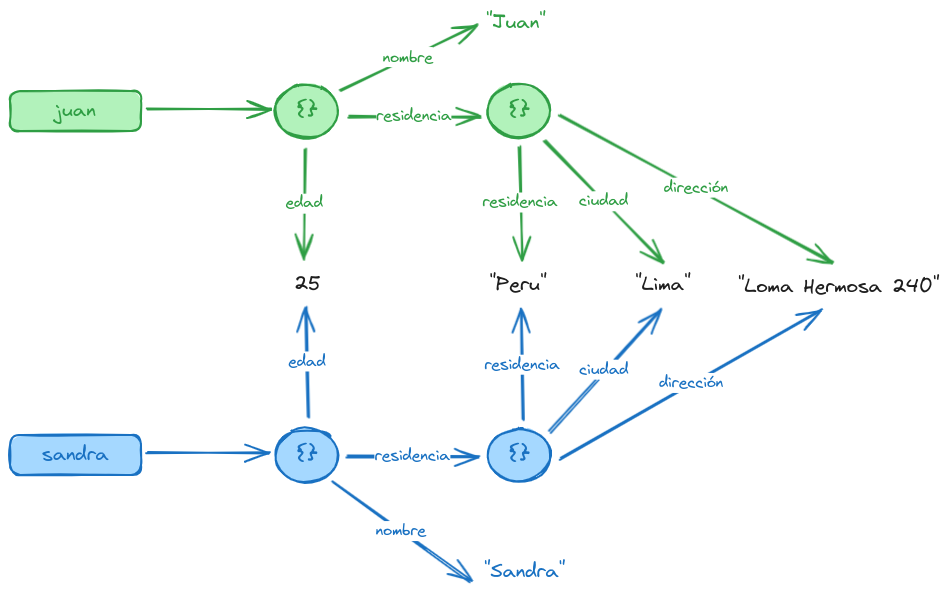 "Juan"
nombre
juan
{}
residencia
{}
dirección
edad
residencia
ciudad
25
"Peru"
"Lima"
"Loma Hermosa 240"
edad
residencia
ciudad
dirección
sandra
{}
residencia
{}
nombre
"Sandra"